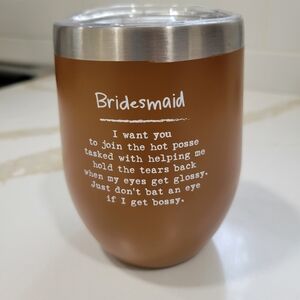 Bridesmaid
I want you
to join the hot posse
tasked with helping me
hold the tears back
when my eyes get glossy.
Just don't bat an eye
if I get bossy.